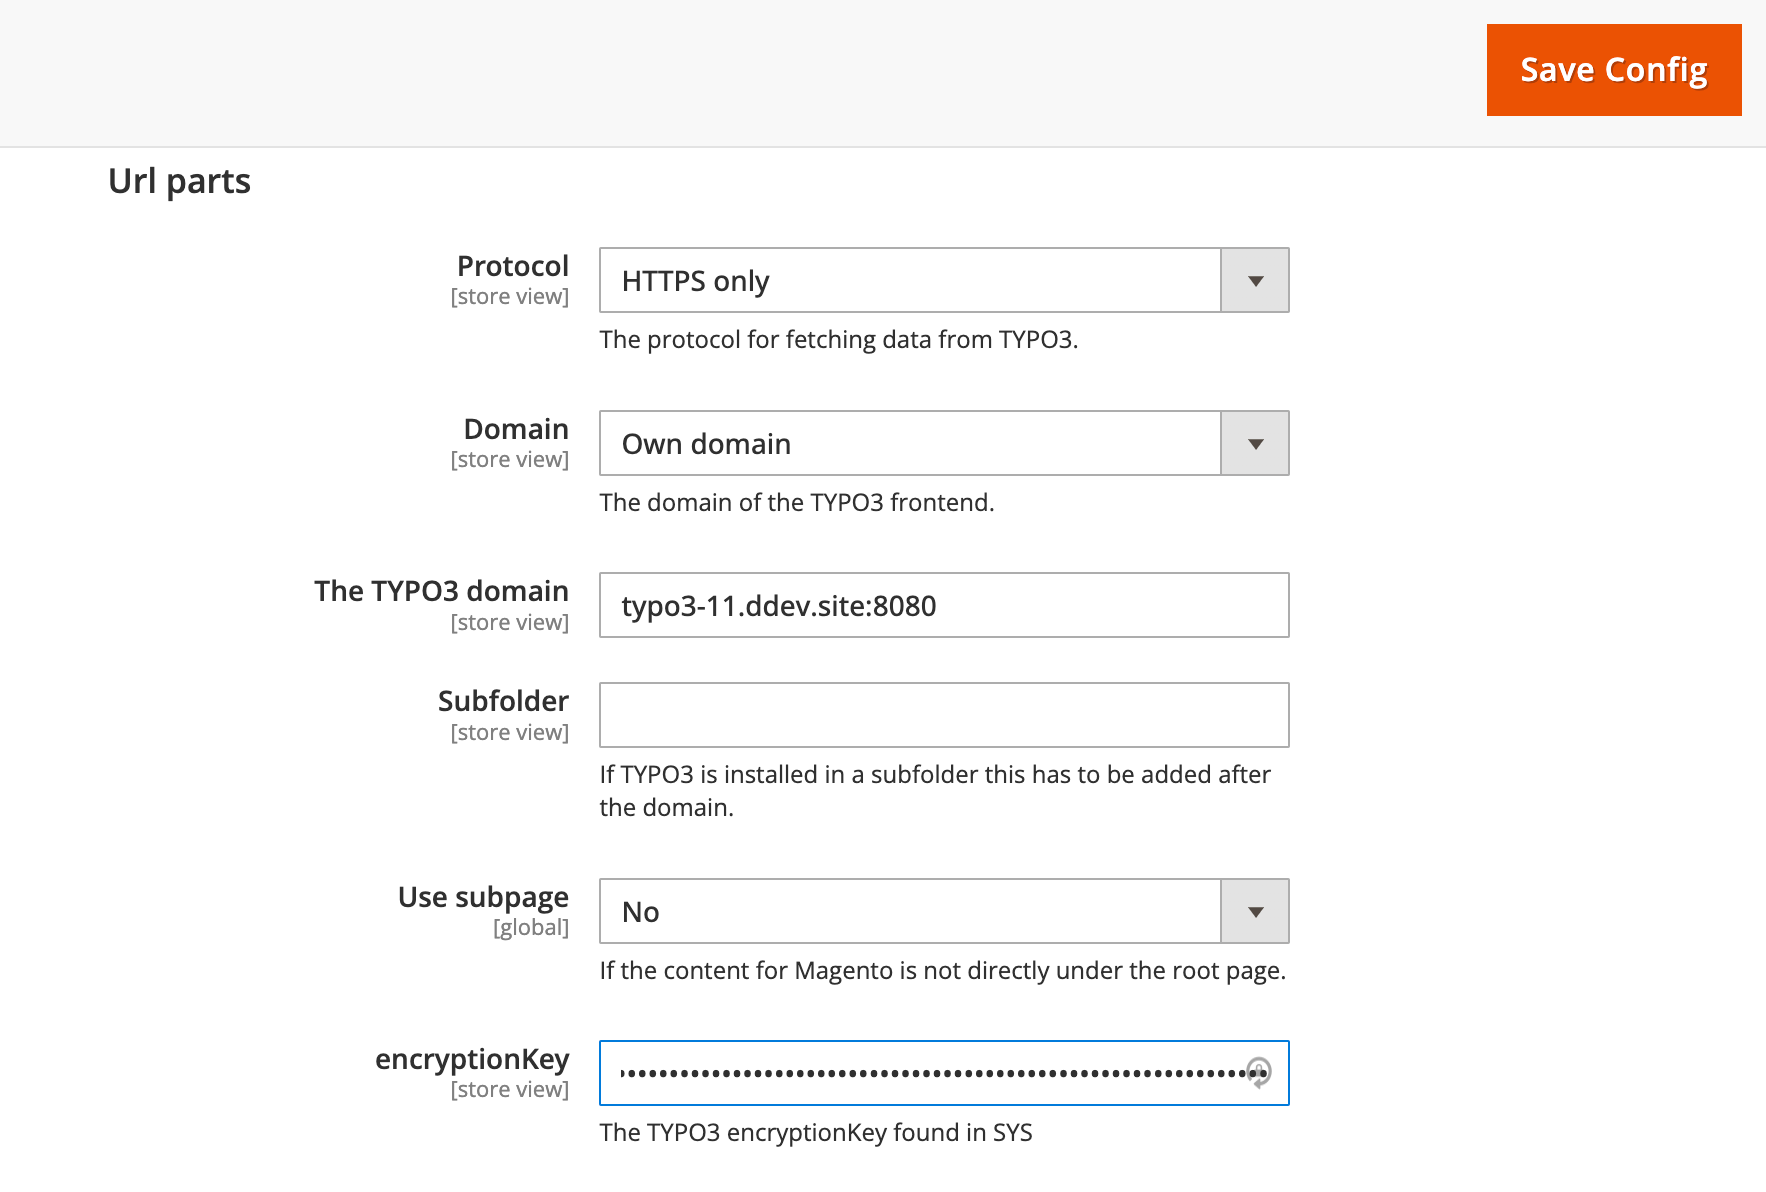 Save Config
Url parts
Protocol
[store view]
HTTPS only
The protocol for fetching data from TYPO3.
Domain
[store view]
Own domain
The domain of the TYPO3 frontend.
The TYPO3 domain
[store view]
typo3-11.ddev.site:8080
Subfolder
[store view]
If TYPO3 is installed in a subfolder this has to be added after
the domain.
Use subpage
[global]
No
If the content for Magento is not directly under the root page.
encryptionKey
[store view]
The TYPO3 encryptionKey found in SYS